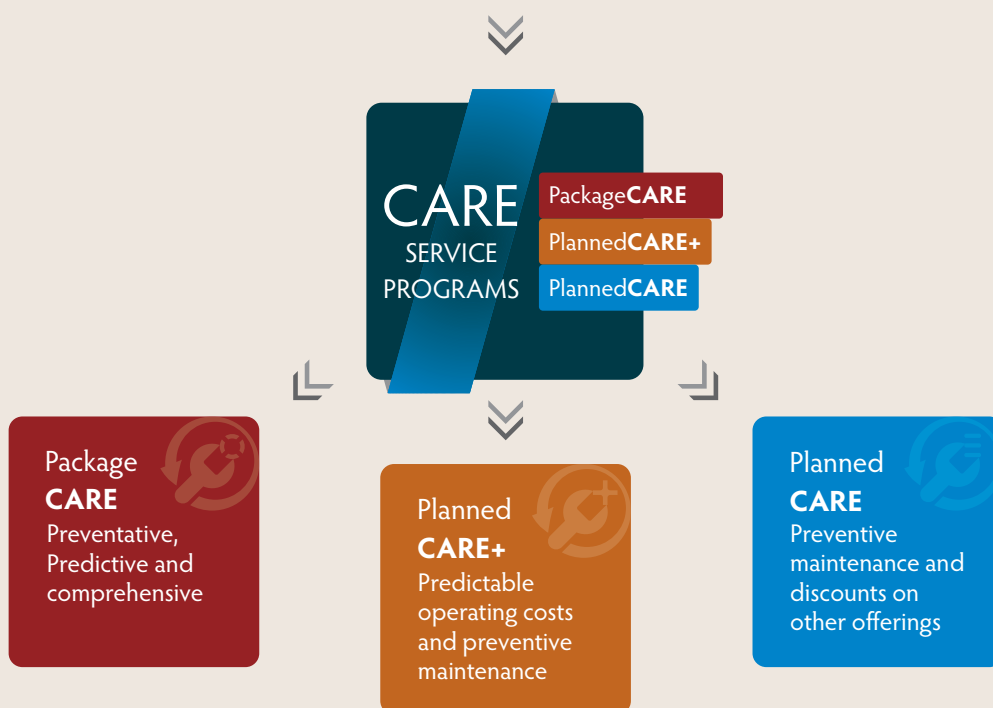 CARE
SERVICE
PROGRAMS
PackageCARE
PlannedCARE+
PlannedCARE
Package
CARE
Preventative,
Predictive and
comprehensive
Planned
CARE+
Predictable
operating costs
and preventive
maintenance
Planned
CARE
Preventive
maintenance and
discounts on
other offerings